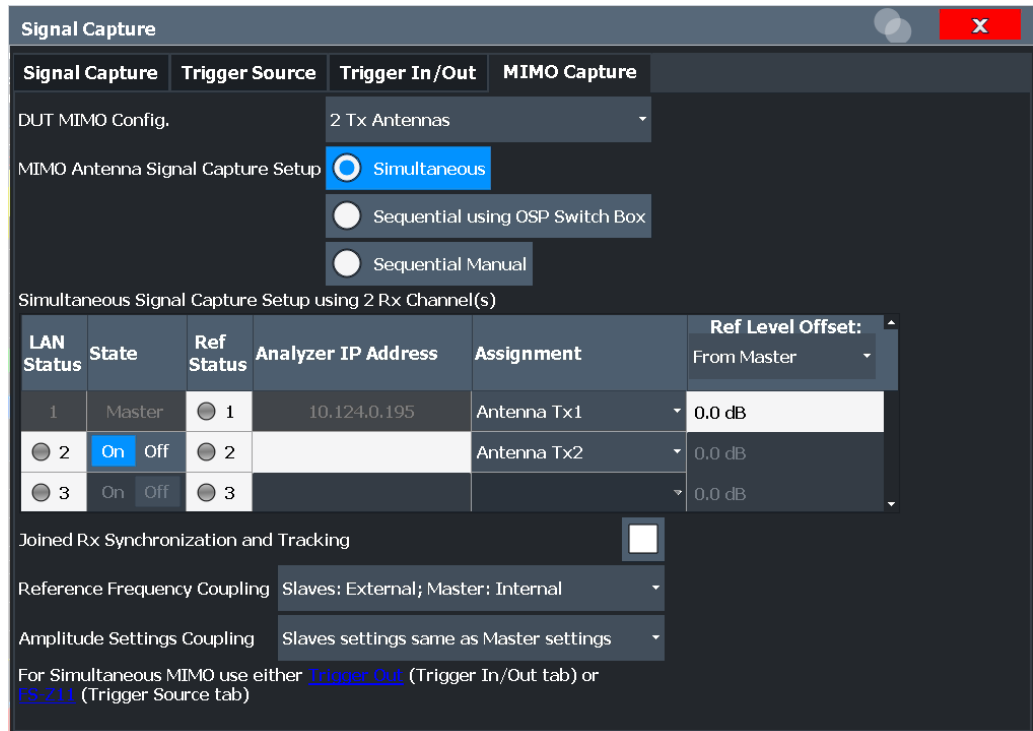 Signal Capture
X
Signal Capture Trigger Source Trigger In/Out MIMO Capture
DUT MIMO Config. 2 Tx Antennas
MIMO Antenna Signal Capture Setup Simultaneous
Sequential using OSP Switch Box
Sequential Manual
Simultaneous Signal Capture Setup using 2 Rx Channel(s)
LAN Status State Ref Status Analyzer IP Address Assignment Ref Level Offset:
From Master
1 Master 1 10.124.0.195 Antenna Tx1 0.0 dB
2 On Off 2 Antenna Tx2 0.0 dB
3 On Off 3 0.0 dB
Joined Rx Synchronization and Tracking
Reference Frequency Coupling Slaves: External; Master: Internal
Amplitude Settings Coupling Slaves settings same as Master settings
For Simultaneous MIMO use either Trigger Out (Trigger In/Out tab) or
FS-Z11 (Trigger Source tab)